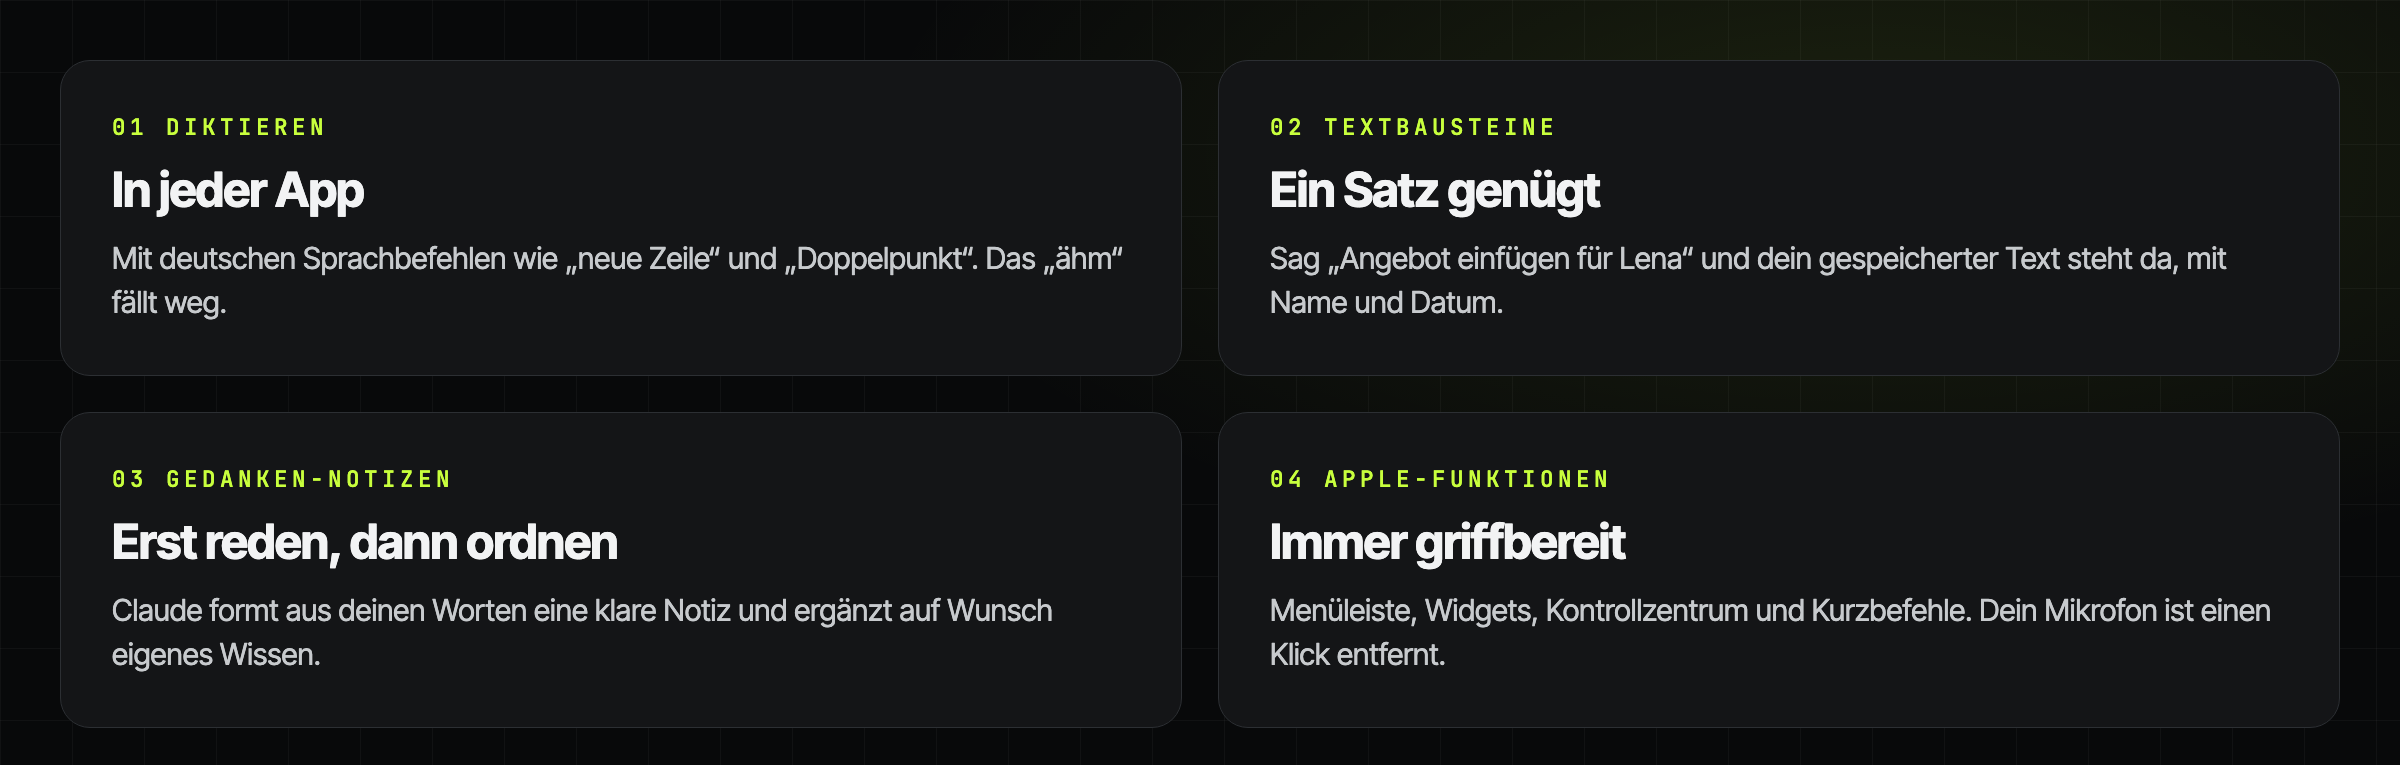 01 DIKTIEREN
In jeder App
Mit deutschen Sprachbefehlen wie „neue Zeile“ und „Doppelpunkt“. Das „ähm“
fällt weg.
02 TEXTBAUSTEINE
Ein Satz genügt
Sag „Angebot einfügen für Lena“ und dein gespeicherter Text steht da, mit
Name und Datum.
03 GEDANKEN-NOTIZEN
Erst reden, dann ordnen
Claude formt aus deinen Worten eine klare Notiz und ergänzt auf Wunsch
eigenes Wissen.
04 APPLE-FUNKTIONEN
Immer griffbereit
Menüleiste, Widgets, Kontrollzentrum und Kurzbefehle. Dein Mikrofon ist einen
Klick entfernt.